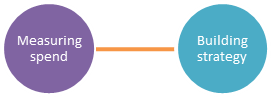 Measuring
spend
Building
strategy